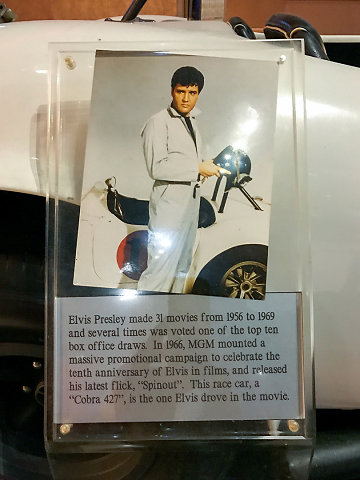 Elvis Presley made 31 movies from 1956 to 1969
and several times was voted one of the top ten
box office draws. In 1966, MGM mounted a
massive promotional campaign to celebrate the
tenth anniversary of Elvis in films, and released
his latest flick, “Spinout”. This race car, a
“Cobra 427”, is the one Elvis drove in the movie.